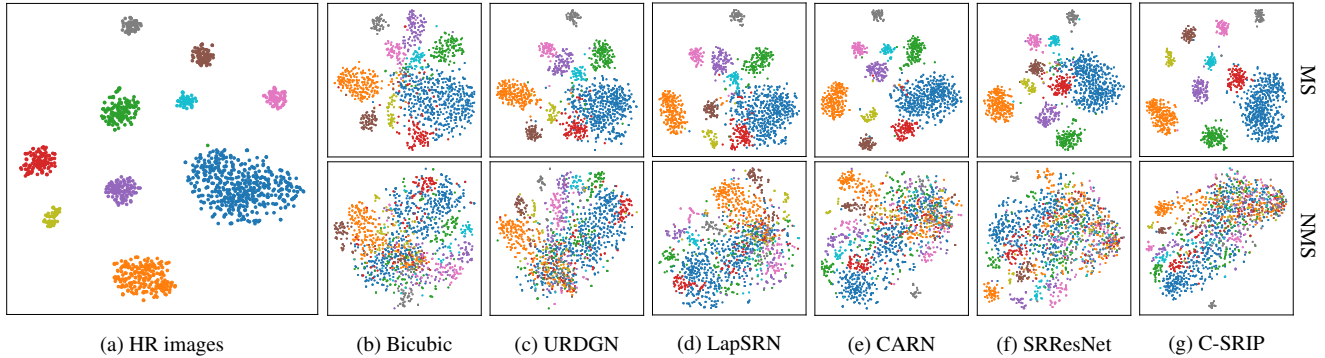 MS
NMS
(a) HR images
(b) Bicubic
(c) URDGN
(d) LapSRN
(e) CARN
(f) SRResNet
(g) C-SRIP